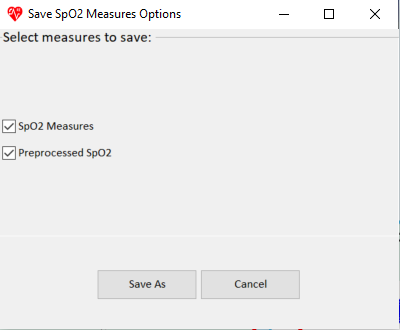 Save SpO2 Measures Options
Select measures to save:
SpO2 Measures
Preprocessed SpO2
Save As
Cancel